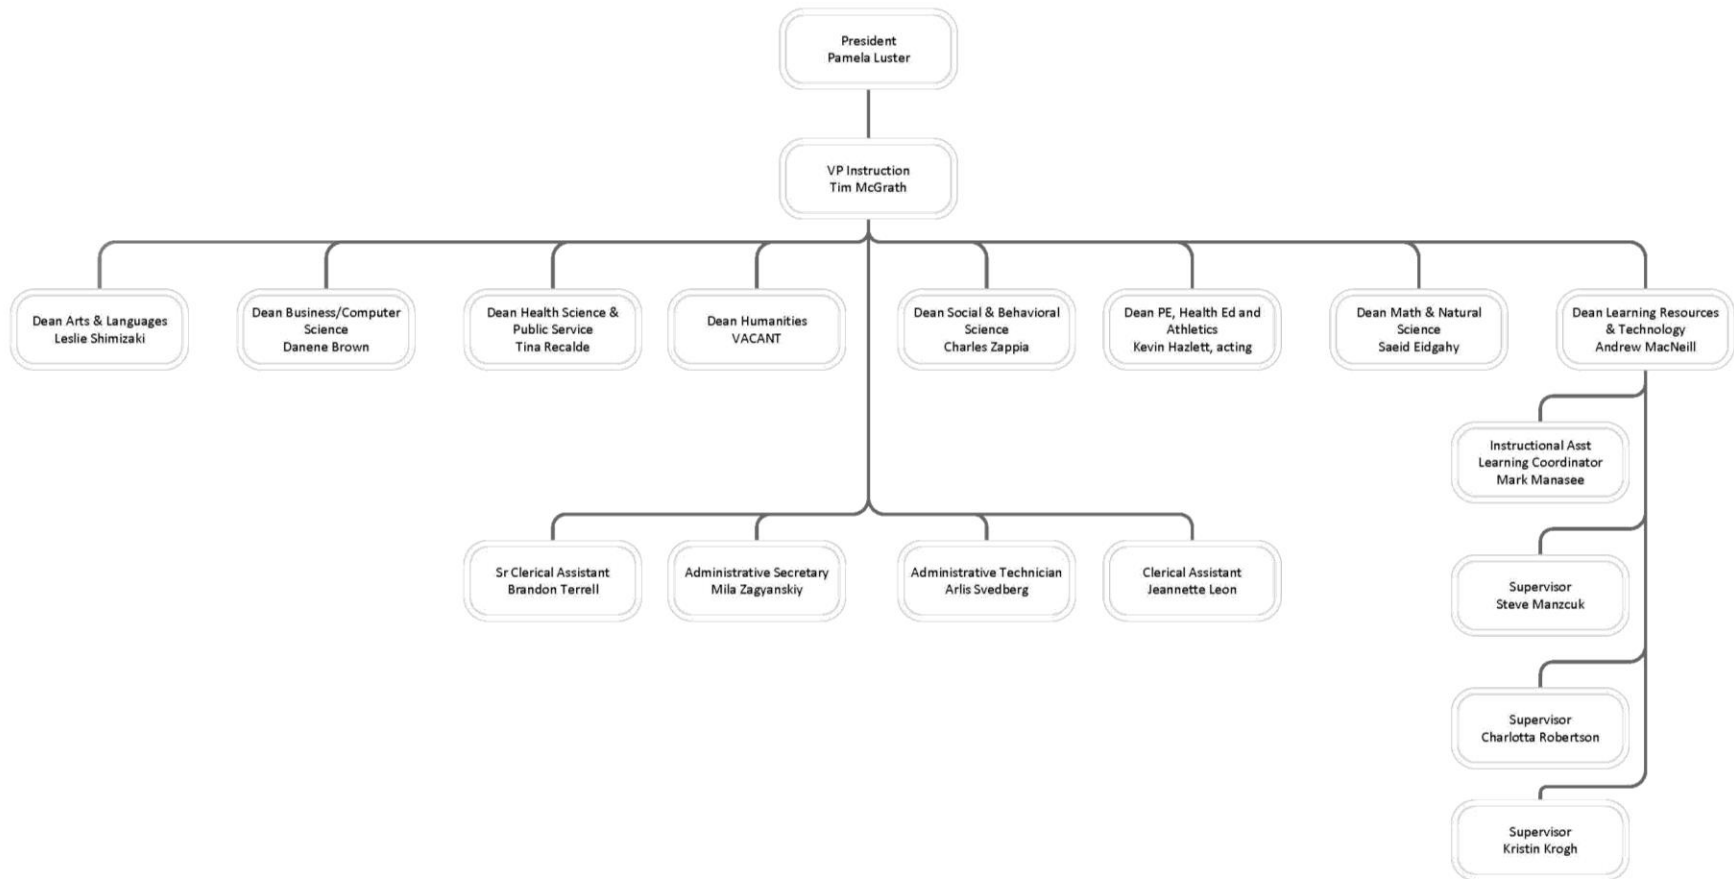 President
Pamela Luster
VP Instruction
Tim McGrath
Dean Arts & Languages
Leslie Shimizaki
Dean Business/Computer
Science
Danene Brown
Dean Health Science &
Public Service
Tina Recalde
Dean Humanities
VACANT
Dean Social & Behavioral
Science
Charles Zappia
Dean PE, Health Ed and
Athletics
Kevin Hazlett, acting
Dean Math & Natural
Science
Saeid Eidgahy
Dean Learning Resources
& Technology
Andrew MacNeill
Instructional Asst
Learning Coordinator
Mark Manasee
Sr Clerical Assistant
Brandon Terrell
Administrative Secretary
Mila Zagyanskiy
Administrative Technician
Arlis Svedberg
Clerical Assistant
Jeannette Leon
Supervisor
Steve Manzcuk
Supervisor
Charlotta Robertson
Supervisor
Kristin Krogh